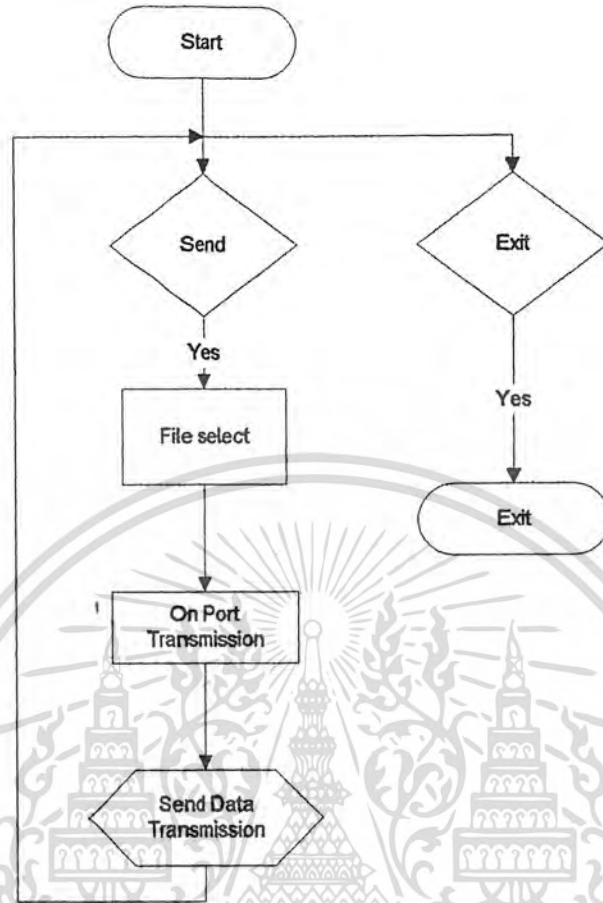 Start
Send
Exit
Yes
Yes
File select
Exit
On Port
Transmission
Send Data
Transmission